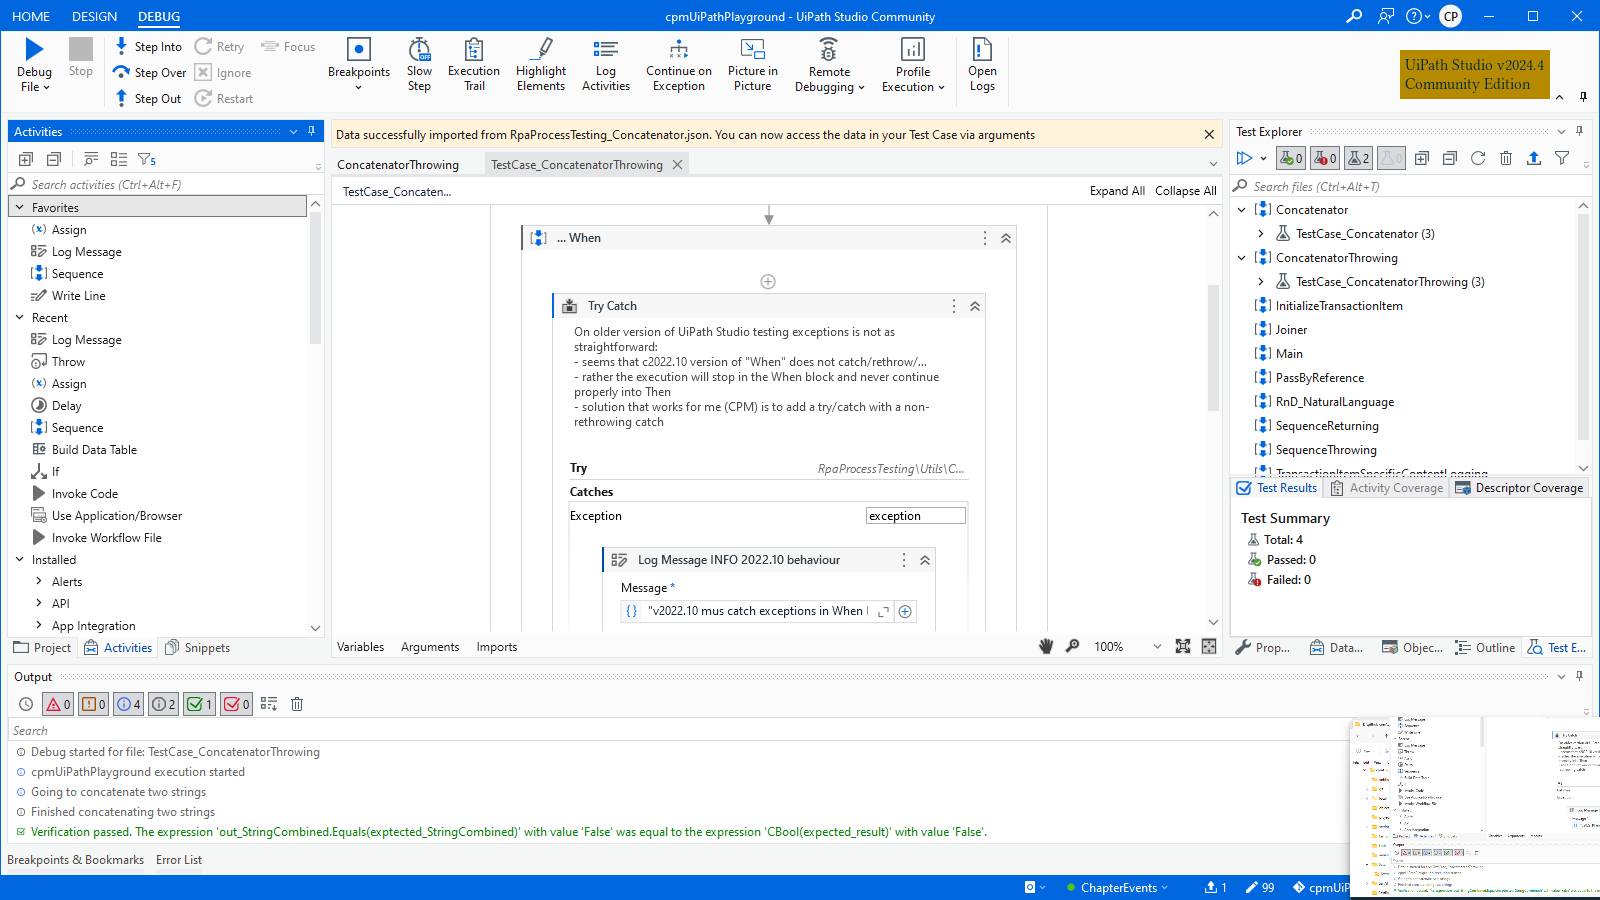 HOME DESIGN DEBUG
cpmUiPathPlayground - UiPath Studio Community
CP
Debug File
Stop
Step Into
Step Over
Step Out
Retry
Ignore
Restart
Focus
Breakpoints
Slow Step
Execution Trail
Highlight Elements
Log Activities
Continue on Exception
Picture in Picture
Remote Debugging
Profile Execution
Open Logs
UiPath Studio v2024.4
Community Edition
Activities
5
Search activities (Ctrl+Alt+F)
Favorites
Assign
Log Message
Sequence
Write Line
Recent
Log Message
Throw
Assign
Delay
Sequence
Build Data Table
If
Invoke Code
Use Application/Browser
Invoke Workflow File
Installed
Alerts
API
App Integration
Project Activities Snippets
Data successfully imported from RpaProcessTesting_Concatenator.json. You can now access the data in your Test Case via arguments
ConcatenatorThrowing TestCase_ConcatenatorThrowing
TestCase_Concaten... Expand All Collapse All
... When
Try Catch
On older version of UiPath Studio testing exceptions is not as
straightforward:
- seems that c2022.10 version of "When" does not catch/rethrow/...
- rather the execution will stop in the When block and never continue
properly into Then
- solution that works for me (CPM) is to add a try/catch with a non-
rethrowing catch
Try RpaProcessTesting\Utils\C...
Catches
Exception exception
Log Message INFO 2022.10 behaviour
Message *
"v2022.10 mus catch exceptions in When
Variables Arguments Imports 100%
Test Explorer
0 0 2 0
Search files (Ctrl+Alt+T)
Concatenator
TestCase_Concatenator (3)
ConcatenatorThrowing
TestCase_ConcatenatorThrowing (3)
InitializeTransactionItem
Joiner
Main
PassByReference
RnD_NaturalLanguage
SequenceReturning
SequenceThrowing
TransactionItemSpecificContentLogging
Test Results Activity Coverage Descriptor Coverage
Test Summary
Total: 4
Passed: 0
Failed: 0
Prop... Data... Objec... Outline Test E...
Output
0 0 4 2 1 0
Search
Debug started for file: TestCase_ConcatenatorThrowing
cpmUiPathPlayground execution started
Going to concatenate two strings
Finished concatenating two strings
Verification passed. The expression 'out_StringCombined.Equals(exptected_StringCombined)' with value 'False' was equal to the expression 'CBool(expected_result)' with value 'False'.
Breakpoints & Bookmarks Error List
ChapterEvents 1 99 cpmUiP